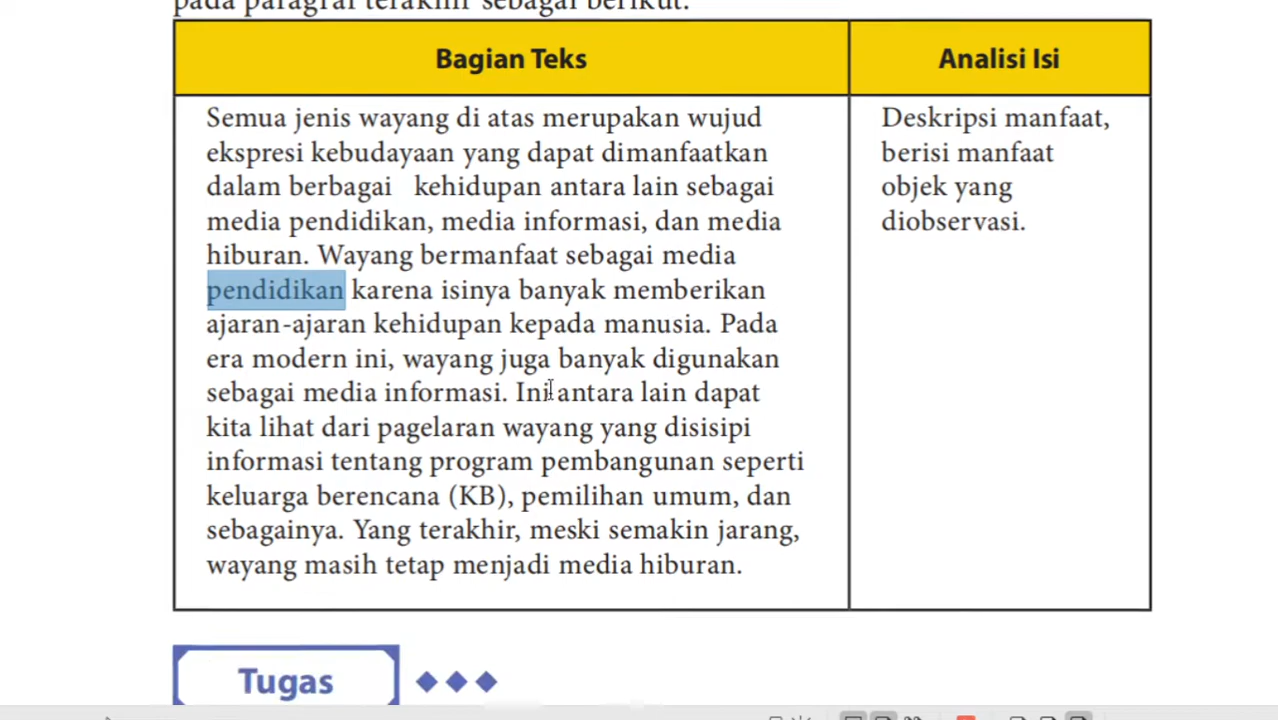 pada paragraf terakhir sebagai berikut.
Bagian Teks
Analisi Isi
Semua jenis wayang di atas merupakan wujud
ekspresi kebudayaan yang dapat dimanfaatkan
dalam berbagai kehidupan antara lain sebagai
media pendidikan, media informasi, dan media
hiburan. Wayang bermanfaat sebagai media
pendidikan karena isinya banyak memberikan
ajaran-ajaran kehidupan kepada manusia. Pada
era modern ini, wayang juga banyak digunakan
sebagai media informasi. Ini antara lain dapat
kita lihat dari pagelaran wayang yang disisipi
informasi tentang program pembangunan seperti
keluarga berencana (KB), pemilihan umum, dan
sebagainya. Yang terakhir, meski semakin jarang,
wayang masih tetap menjadi media hiburan.
Deskripsi manfaat,
berisi manfaat
objek yang
diobservasi.
Tugas